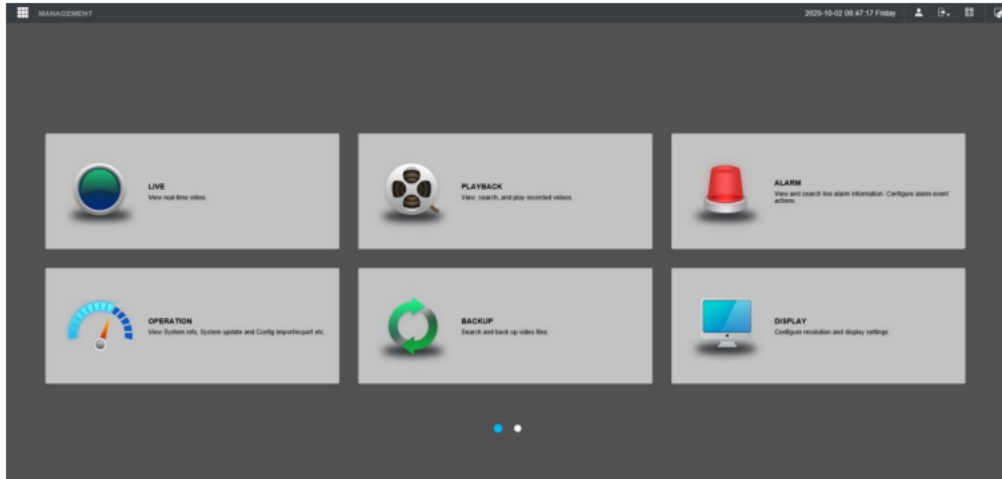 MANAGEMENT
2020-10-02 08:47:17 Friday
LIVE
View real-time video.
PLAYBACK
View, search, and play recorded videos.
ALARM
View and search live alarm information. Configure alarm event
actions.
OPERATION
View System info, System update and Config import/export etc.
BACKUP
Search and back up video files.
DISPLAY
Configure resolution and display settings.